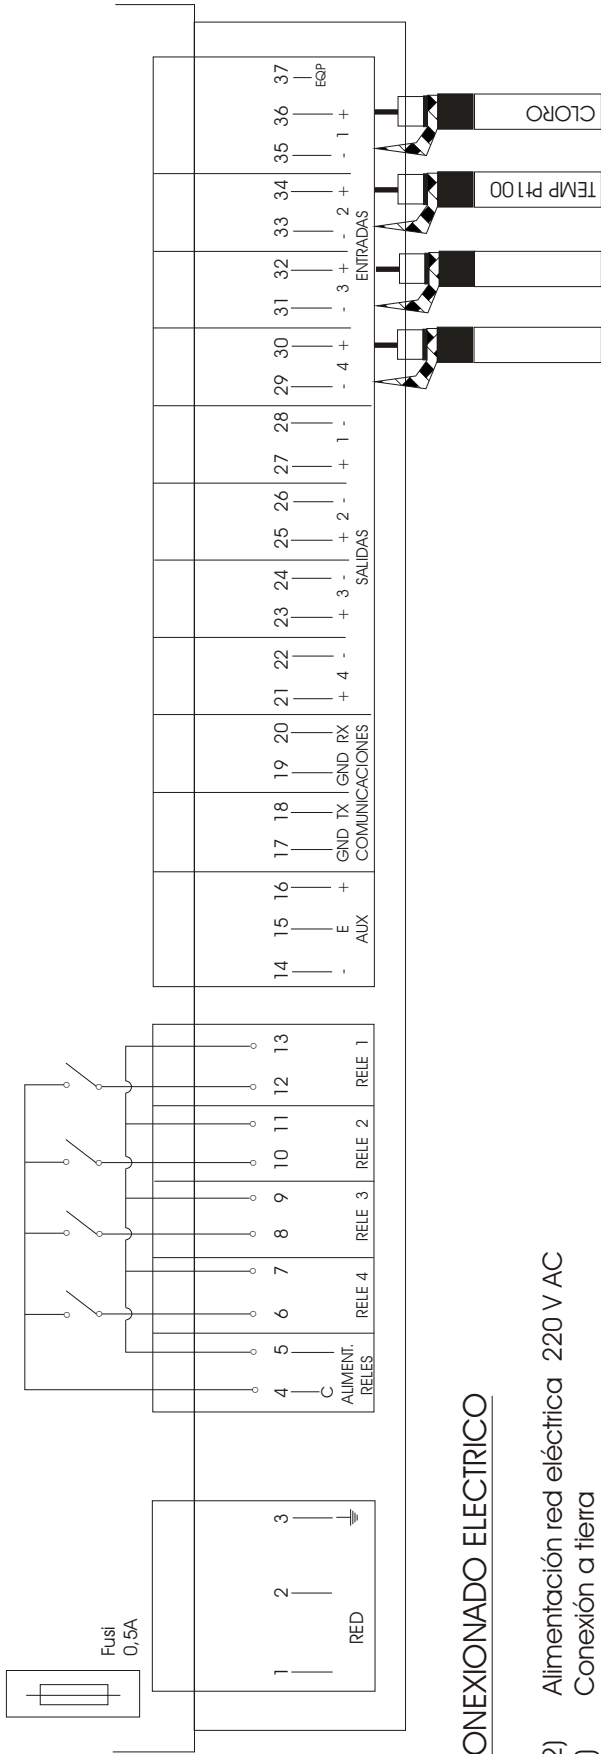 Fusi
0,5A
1 2 3
RED
4 5 6 7 8 9 10 11 12 13
C
ALIMENT.
RELES
RELE 4 RELE 3 RELE 2 RELE 1
14 15 16 17 18 19 20 21 22 23 24 25 26 27 28 29 30 31 32 33 34 35 36 37
- E + GND TX GND RX + 4 - + 3 - + 2 - + 1 - - 4 + - 3 + - 2 + - 1 + EQP
AUX COMUNICACIONES SALIDAS ENTRADAS
TEMP Pt100
CLORO
ONEXIONADO ELECTRICO
2) Alimentación red eléctrica 220 V AC
) Conexión a tierra